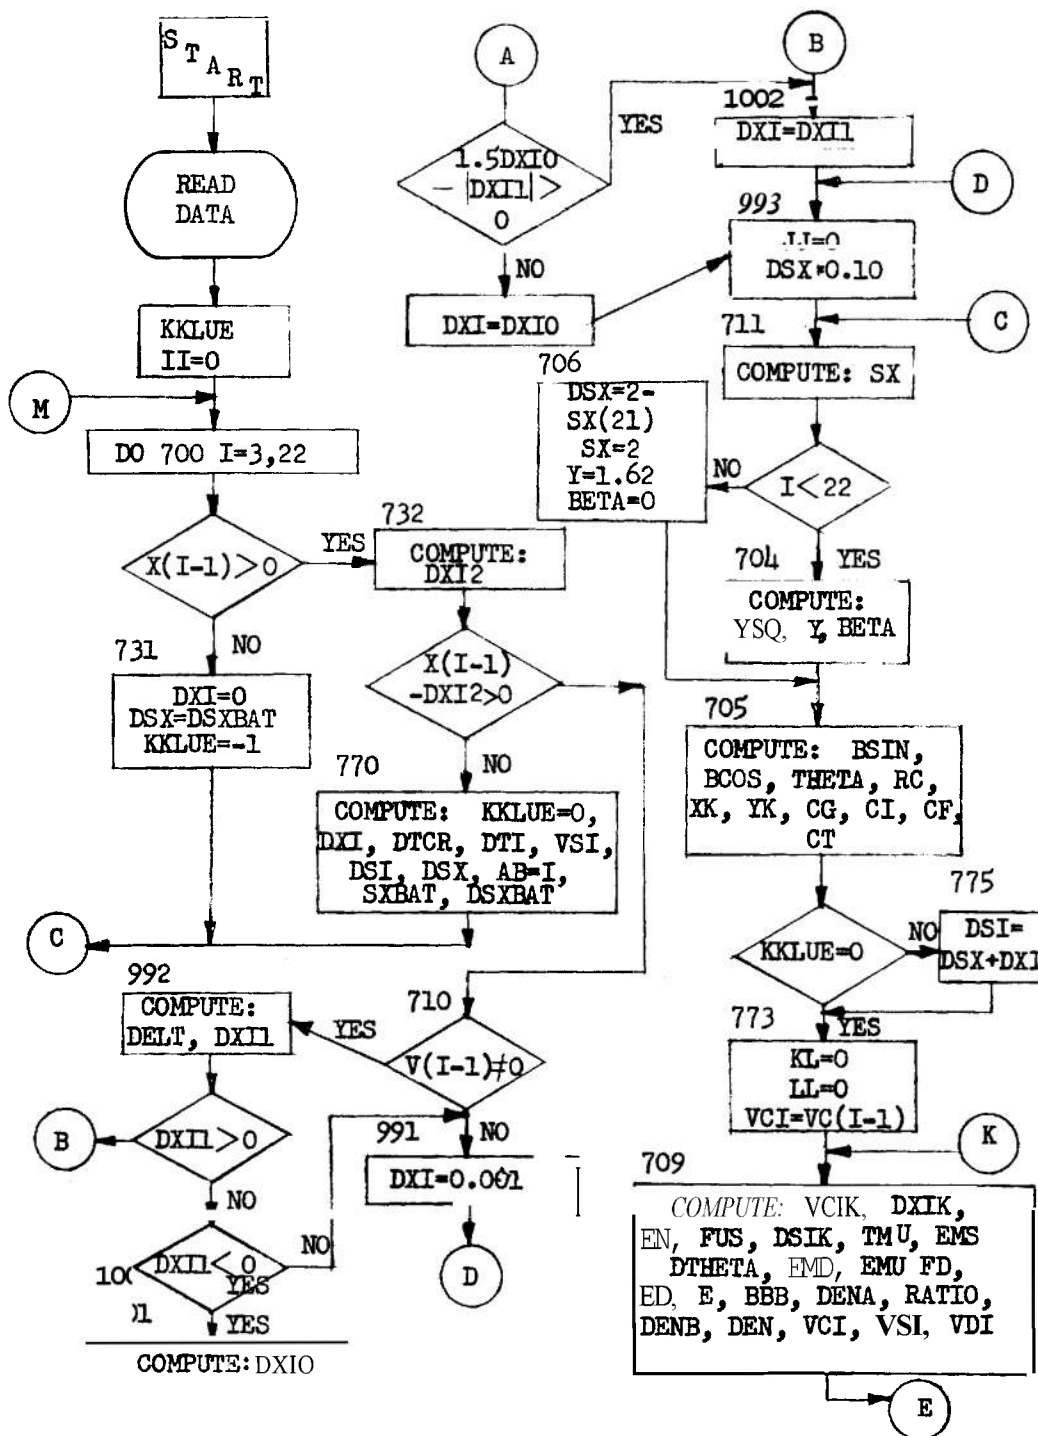 START
READ
DATA
KKLUE
II=0
M
DO 700 I=3,22
X(I-1)>0
YES
NO
731
DXI=0
DSX=DSXBAT
KKLUE=-1
732
COMPUTE:
DXI2
X(I-1)
-DXI2>0
NO
770
COMPUTE: KKLUE=0,
DXI, DTCR, DTI, VSI,
DSI, DSX, AB=I,
SXBAT, DSXBAT
C
710
V(I-1)≠0
YES
NO
992
COMPUTE:
DELT, DXI1
B
DXI1>0
NO
DXI1<0
YES
NO
YES
COMPUTE: DXIO
991
DXI=0.001
D
A
1.5DXIO
-|DXI1|>
0
YES
NO
DXI=DXIO
B
1002
DXI=DXI1
D
993
DSX=0.10
C
711
COMPUTE: SX
I<22
NO
YES
706
DSX=2-
SX(21)
SX=2
Y=1.62
BETA=0
704
COMPUTE:
YSQ, Y, BETA
705
COMPUTE: BSIN,
BCOS, THETA, RC,
XK, YK, CG, CI, CF,
CT
KKLUE=0
NO
YES
775
DSI=
DSX+DXI
773
KL=0
LL=0
VCI=VC(I-1)
K
709
COMPUTE: VCIK, DXIK,
EN, FUS, DSIK, TMU, EMS
DTHETA, EMD, EMU FD,
ED, E, BBB, DENA, RATIO,
DENB, DEN, VCI, VSI, VDI
E